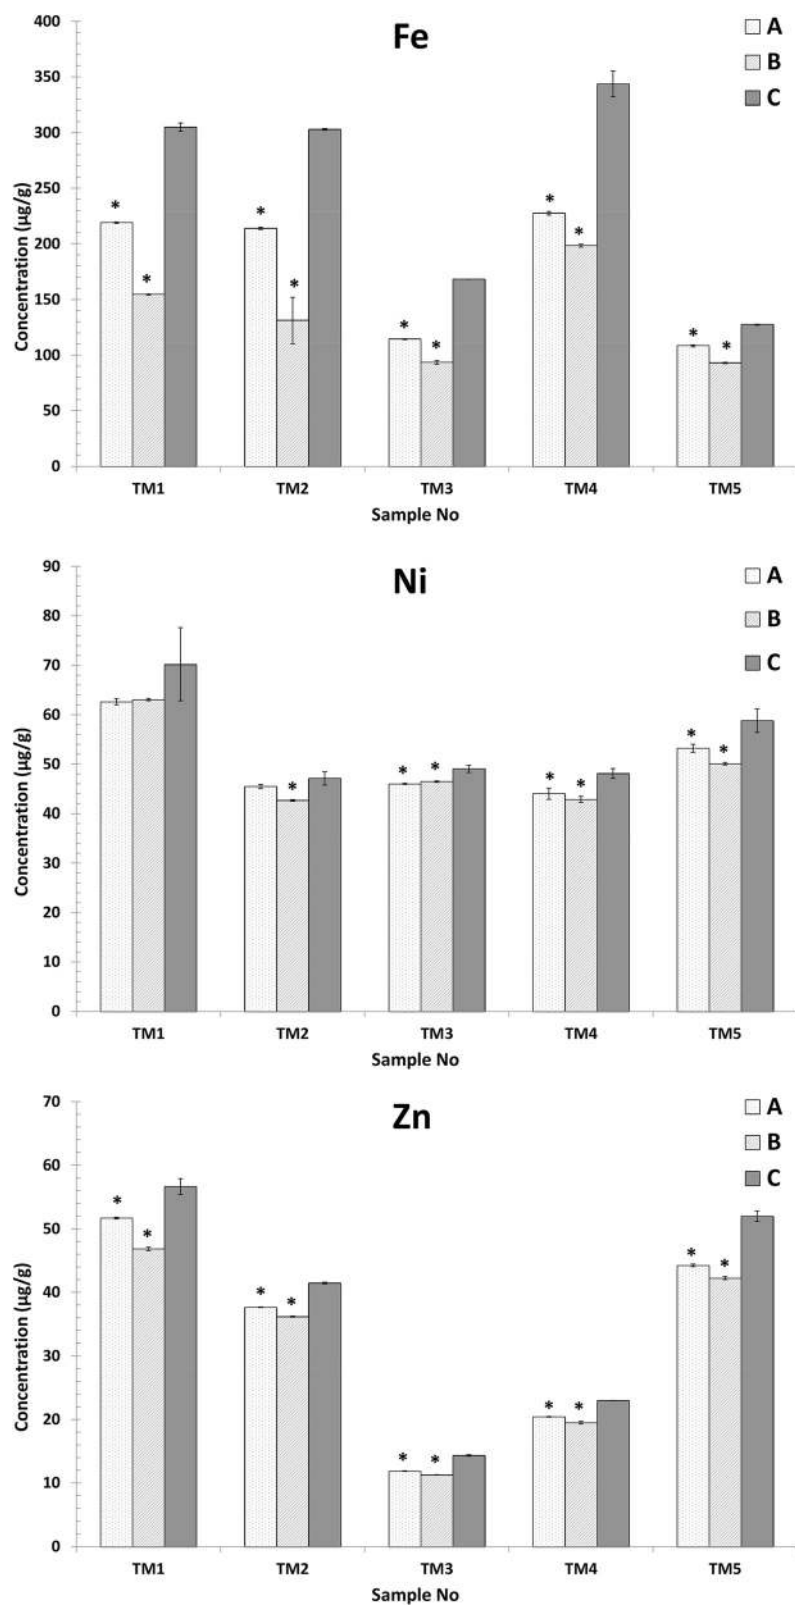 Fe
A
B
C
Concentration (µg/g)
400
350
300
250
200
150
100
50
0
* * * * * * * * * *
TM1 TM2 TM3 TM4 TM5
Sample No
Ni
A
B
C
Concentration (µg/g)
90
80
70
60
50
40
30
20
10
0
* * * * * * *
TM1 TM2 TM3 TM4 TM5
Sample No
Zn
A
B
C
Concentration (µg/g)
70
60
50
40
30
20
10
0
* * * * * * * * * *
TM1 TM2 TM3 TM4 TM5
Sample No